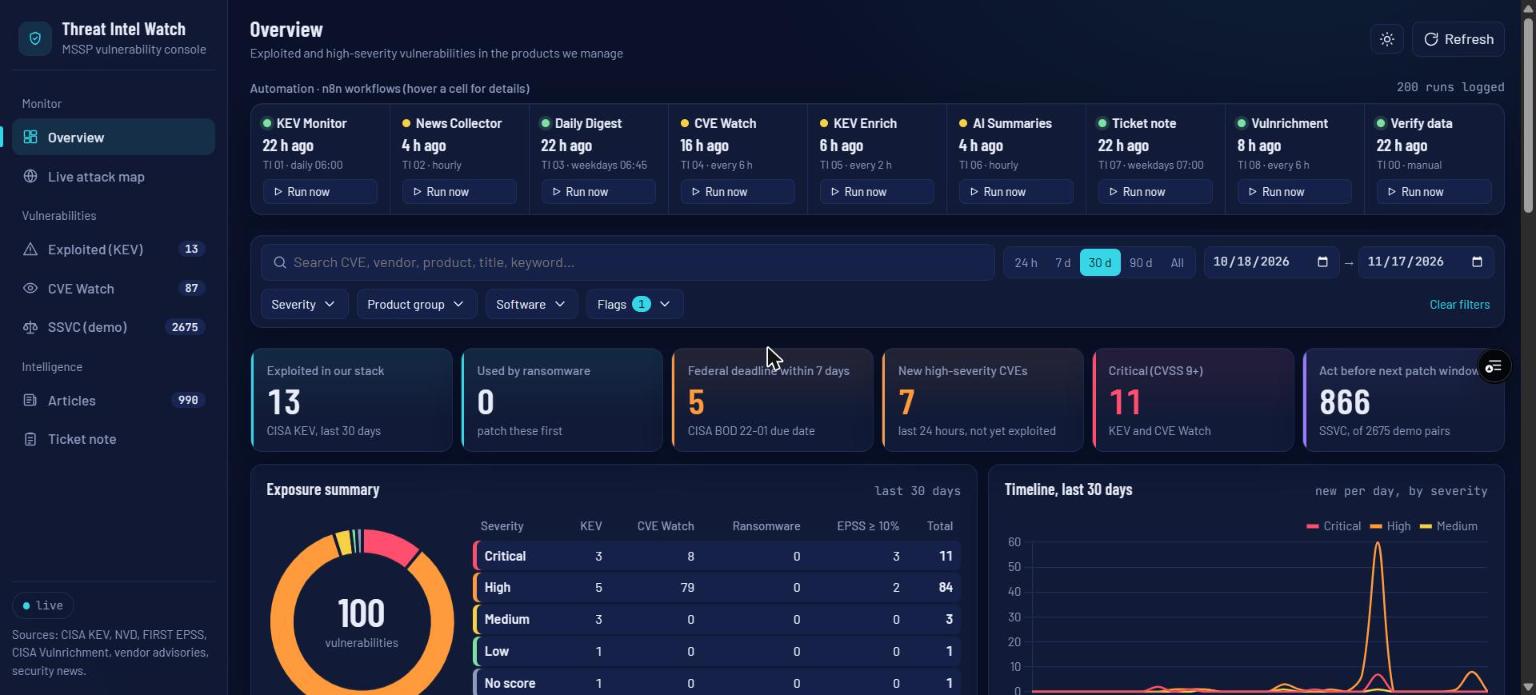 Threat Intel Watch
MSSP vulnerability console
Monitor
Overview
Live attack map
Vulnerabilities
Exploited (KEV) 13
CVE Watch 87
SSVC (demo) 2675
Intelligence
Articles 990
Ticket note
live
Sources: CISA KEV, NVD, FIRST EPSS,
CISA Vulnrichment, vendor advisories,
security news.
Overview
Exploited and high-severity vulnerabilities in the products we manage
Refresh
Automation · n8n workflows (hover a cell for details) 200 runs logged
KEV Monitor
22 h ago
TI 01 · daily 06:00
Run now
News Collector
4 h ago
TI 02 · hourly
Run now
Daily Digest
22 h ago
TI 03 · weekdays 06:45
Run now
CVE Watch
16 h ago
TI 04 · every 6 h
Run now
KEV Enrich
6 h ago
TI 05 · every 2 h
Run now
AI Summaries
4 h ago
TI 06 · hourly
Run now
Ticket note
22 h ago
TI 07 · weekdays 07:00
Run now
Vulnrichment
8 h ago
TI 08 · every 6 h
Run now
Verify data
22 h ago
TI 00 · manual
Run now
Search CVE, vendor, product, title, keyword...
24 h 7 d 30 d 90 d All
10/18/2026 → 11/17/2026
Severity Product group Software Flags 1
Clear filters
Exploited in our stack
13
CISA KEV, last 30 days
Used by ransomware
0
patch these first
Federal deadline within 7 days
5
CISA BOD 22-01 due date
New high-severity CVEs
7
last 24 hours, not yet exploited
Critical (CVSS 9+)
11
KEV and CVE Watch
Act before next patch window
866
SSVC, of 2675 demo pairs
Exposure summary last 30 days
100
vulnerabilities
Severity KEV CVE Watch Ransomware EPSS ≥ 10% Total
Critical 3 8 0 3 11
High 5 79 0 2 84
Medium 3 0 0 0 3
Low 1 0 0 0 1
No score 1 0 0 0 1
Timeline, last 30 days new per day, by severity
Critical High Medium
60
50
40
30
20
10
0